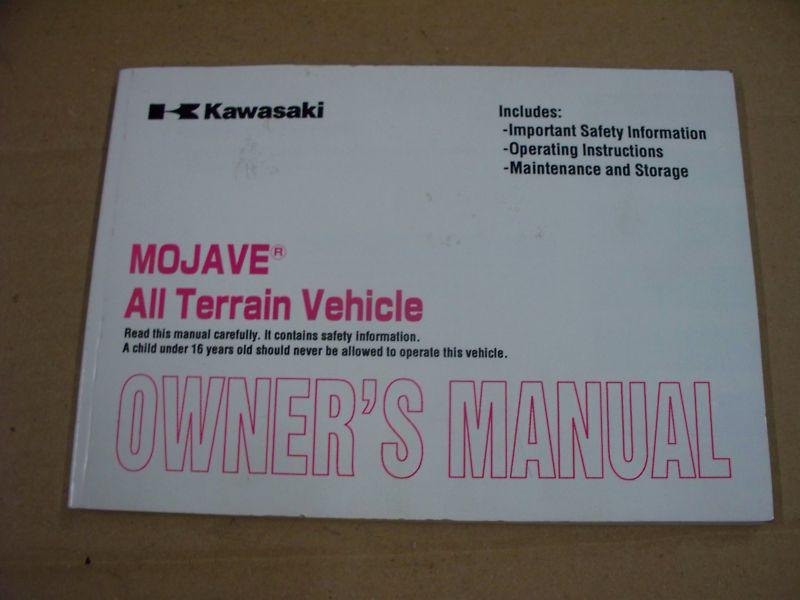 Kawasaki
Includes:
-Important Safety Information
-Operating Instructions
-Maintenance and Storage
MOJAVE®
All Terrain Vehicle
Read this manual carefully. It contains safety information.
A child under 16 years old should never be allowed to operate this vehicle.
OWNER'S MANUAL